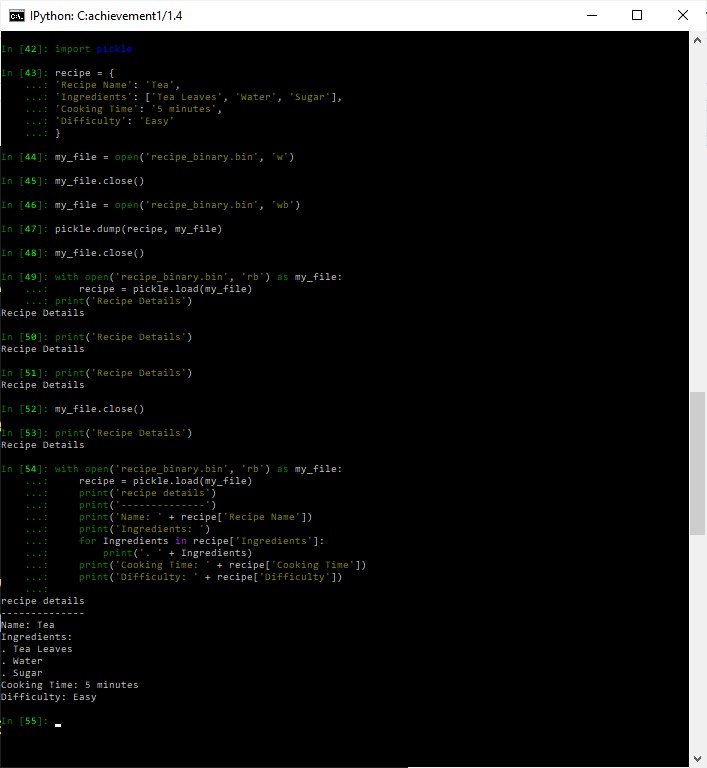 IPython: C:achievement1/1.4
In [42]: import pickle
In [43]: recipe = {
    ...: 'Recipe Name': 'Tea',
    ...: 'Ingredients': ['Tea Leaves', 'Water', 'Sugar'],
    ...: 'Cooking Time': '5 minutes',
    ...: 'Difficulty': 'Easy'
    ...: }
In [44]: my_file = open('recipe_binary.bin', 'w')
In [45]: my_file.close()
In [46]: my_file = open('recipe_binary.bin', 'wb')
In [47]: pickle.dump(recipe, my_file)
In [48]: my_file.close()
In [49]: with open('recipe_binary.bin', 'rb') as my_file:
    ...:     recipe = pickle.load(my_file)
    ...: print('Recipe Details')
Recipe Details
In [50]: print('Recipe Details')
Recipe Details
In [51]: print('Recipe Details')
Recipe Details
In [52]: my_file.close()
In [53]: print('Recipe Details')
Recipe Details
In [54]: with open('recipe_binary.bin', 'rb') as my_file:
    ...:     recipe = pickle.load(my_file)
    ...:     print('recipe details')
    ...:     print('--------------')
    ...:     print('Name: ' + recipe['Recipe Name'])
    ...:     print('Ingredients: ')
    ...:     for Ingredients in recipe['Ingredients']:
    ...:         print('. ' + Ingredients)
    ...:     print('Cooking Time: ' + recipe['Cooking Time'])
    ...:     print('Difficulty: ' + recipe['Difficulty'])
    ...:
recipe details
--------------
Name: Tea
Ingredients:
. Tea Leaves
. Water
. Sugar
Cooking Time: 5 minutes
Difficulty: Easy
In [55]: